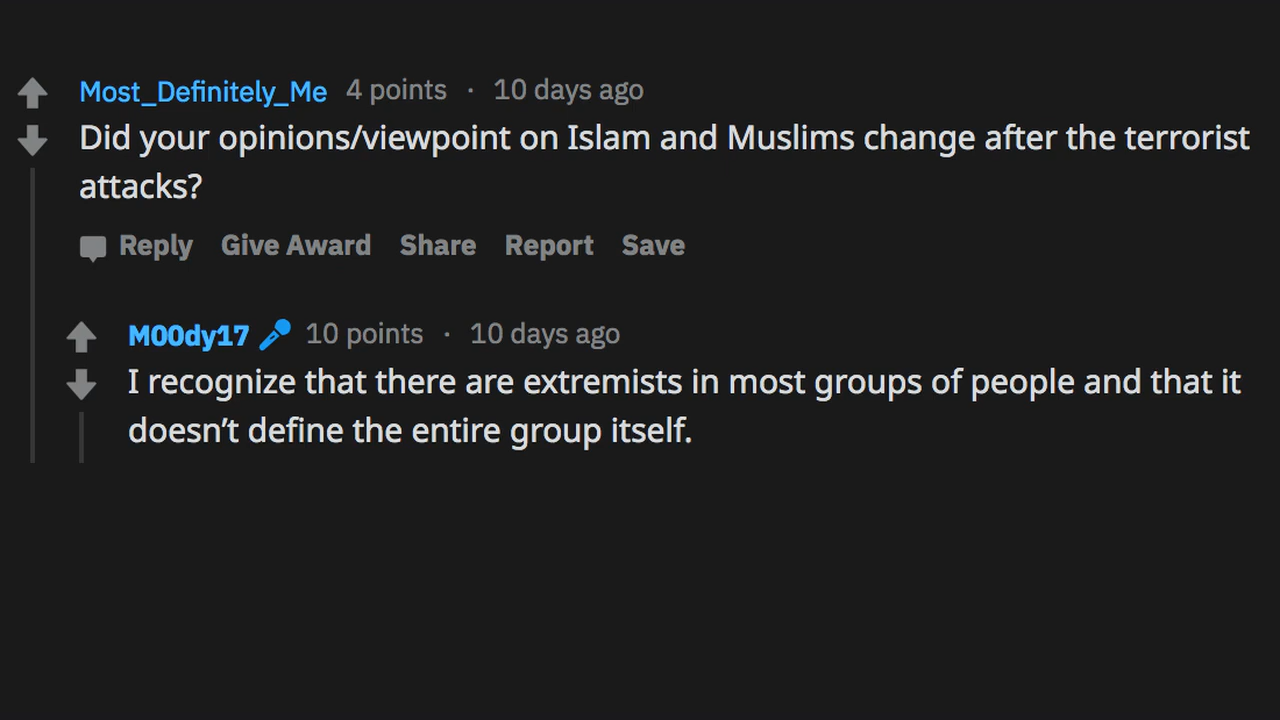 Most_Definitely_Me 4 points · 10 days ago
Did your opinions/viewpoint on Islam and Muslims change after the terrorist
attacks?
Reply Give Award Share Report Save
M00dy17 10 points · 10 days ago
I recognize that there are extremists in most groups of people and that it
doesn’t define the entire group itself.